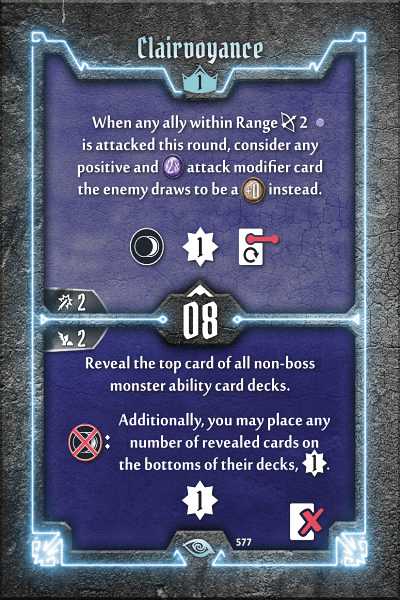 Clairvoyance
1
When any ally within Range 2
is attacked this round, consider any
positive and 2x attack modifier card
the enemy draws to be a +0 instead.
1
2
08
2
Reveal the top card of all non-boss
monster ability card decks.
: Additionally, you may place any
number of revealed cards on
the bottoms of their decks, 1.
1
577